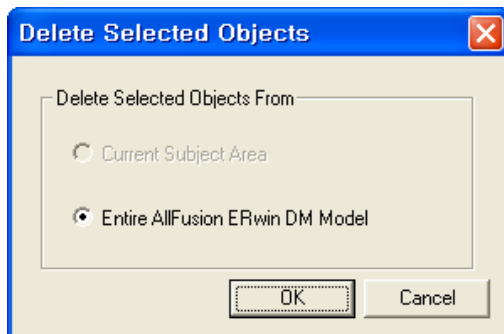 Delete Selected Objects
Delete Selected Objects From
Current Subject Area
Entire AllFusion ERwin DM Model
OK
Cancel